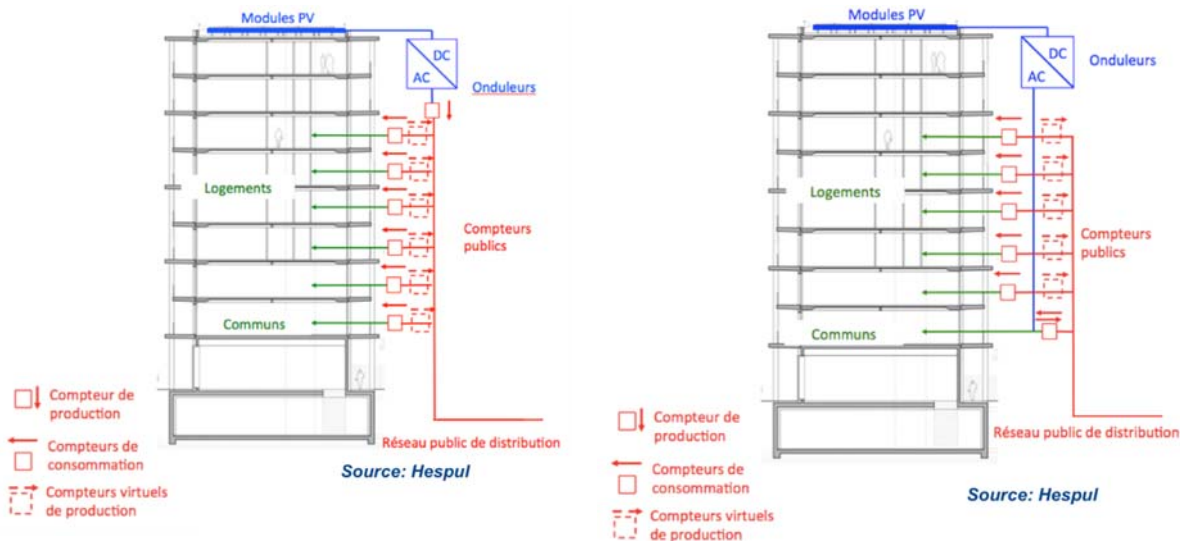 Modules PV
DC
AC
Onduleurs
Logements
Compteurs
publics
Communs
Compteur de
production
Compteurs de
consommation
Compteurs virtuels
de production
Réseau public de distribution
Source: Hespul
Modules PV
DC
AC
Onduleurs
Logements
Compteurs
publics
Communs
Compteur de
production
Compteurs de
consommation
Compteurs virtuels
de production
Réseau public de distribution
Source: Hespul